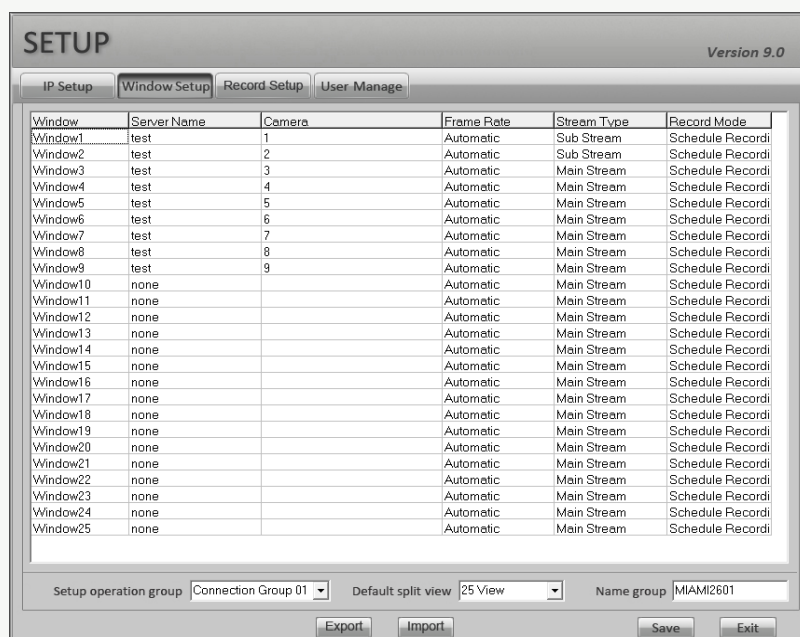 SETUP
Version 9.0
IP Setup Window Setup Record Setup User Manage
Window Server Name Camera Frame Rate Stream Type Record Mode
Window1 test 1 Automatic Sub Stream Schedule Recordi
Window2 test 2 Automatic Sub Stream Schedule Recordi
Window3 test 3 Automatic Main Stream Schedule Recordi
Window4 test 4 Automatic Main Stream Schedule Recordi
Window5 test 5 Automatic Main Stream Schedule Recordi
Window6 test 6 Automatic Main Stream Schedule Recordi
Window7 test 7 Automatic Main Stream Schedule Recordi
Window8 test 8 Automatic Main Stream Schedule Recordi
Window9 test 9 Automatic Main Stream Schedule Recordi
Window10 none Automatic Main Stream Schedule Recordi
Window11 none Automatic Main Stream Schedule Recordi
Window12 none Automatic Main Stream Schedule Recordi
Window13 none Automatic Main Stream Schedule Recordi
Window14 none Automatic Main Stream Schedule Recordi
Window15 none Automatic Main Stream Schedule Recordi
Window16 none Automatic Main Stream Schedule Recordi
Window17 none Automatic Main Stream Schedule Recordi
Window18 none Automatic Main Stream Schedule Recordi
Window19 none Automatic Main Stream Schedule Recordi
Window20 none Automatic Main Stream Schedule Recordi
Window21 none Automatic Main Stream Schedule Recordi
Window22 none Automatic Main Stream Schedule Recordi
Window23 none Automatic Main Stream Schedule Recordi
Window24 none Automatic Main Stream Schedule Recordi
Window25 none Automatic Main Stream Schedule Recordi
Setup operation group Connection Group 01 Default split view 25 View Name group MIAMI2601
Export Import Save Exit